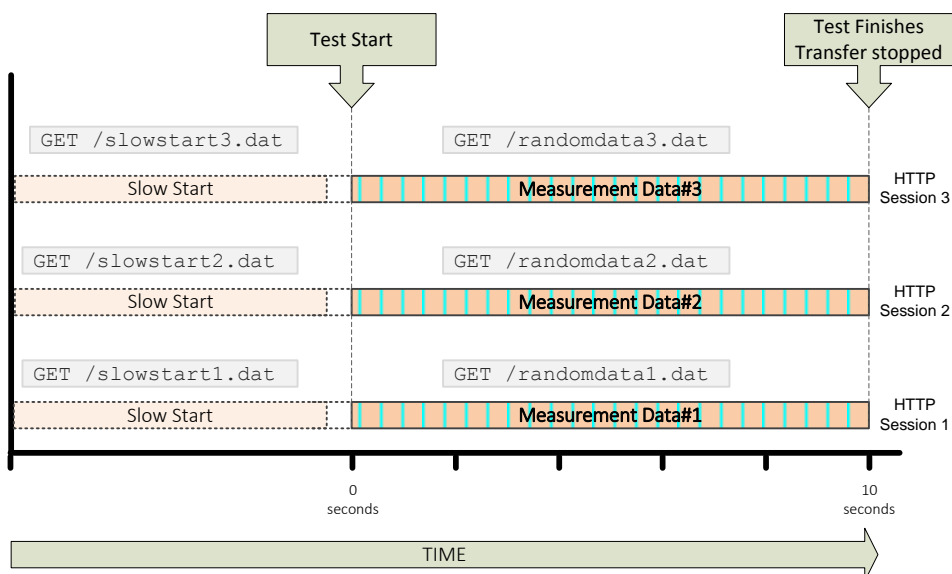 Test Start
Test Finishes
Transfer stopped
GET /slowstart3.dat
GET /randomdata3.dat
Slow Start
Measurement Data#3
HTTP
Session 3
GET /slowstart2.dat
GET /randomdata2.dat
Slow Start
Measurement Data#2
HTTP
Session 2
GET /slowstart1.dat
GET /randomdata1.dat
Slow Start
Measurement Data#1
HTTP
Session 1
0
seconds
10
seconds
TIME